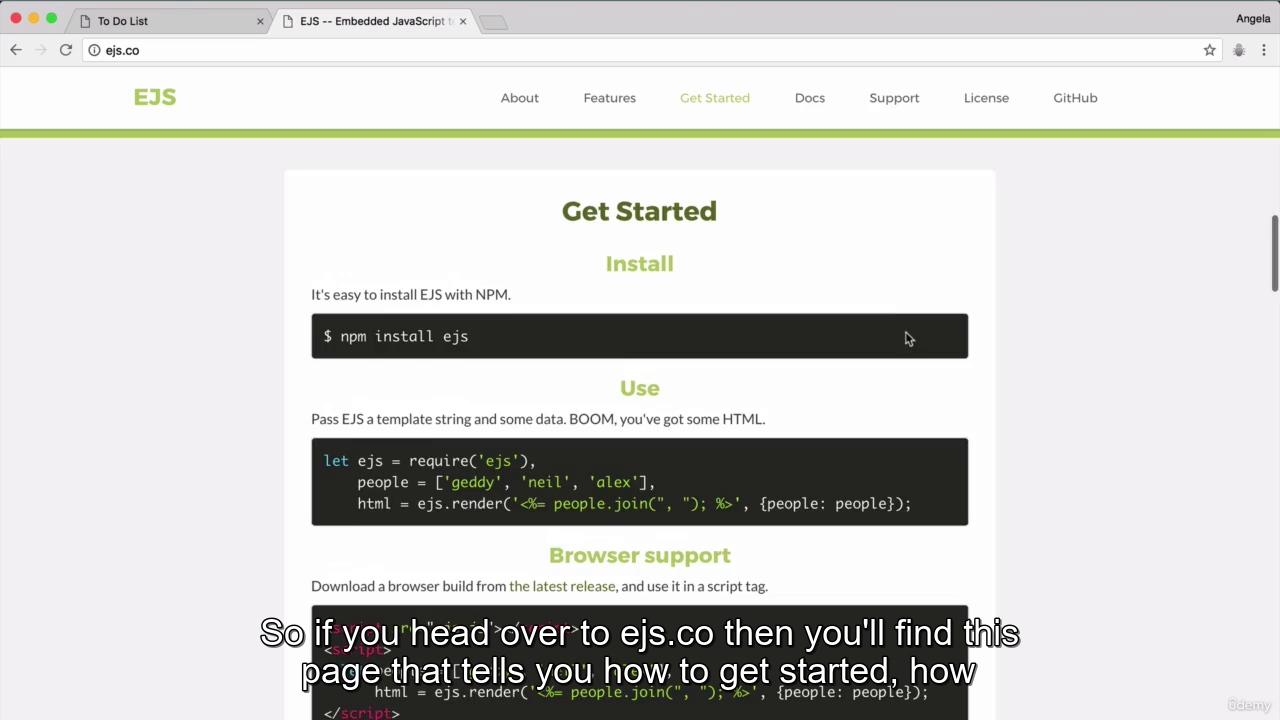 To Do List
EJS -- Embedded JavaScript te
Angela
ejs.co
EJS
About
Features
Get Started
Docs
Support
License
GitHub
Get Started
Install
It's easy to install EJS with NPM.
$ npm install ejs
Use
Pass EJS a template string and some data. BOOM, you've got some HTML.
let ejs = require('ejs'),
people = ['geddy', 'neil', 'alex'],
html = ejs.render('<%= people.join(", "); %>', {people: people});
Browser support
Download a browser build from the latest release, and use it in a script tag.
<script>
html = ejs.render('<%= people.join(", "); %>', {people: people});
</script>
So if you head over to ejs.co then you'll find this
page that tells you how to get started, how
ûdemy